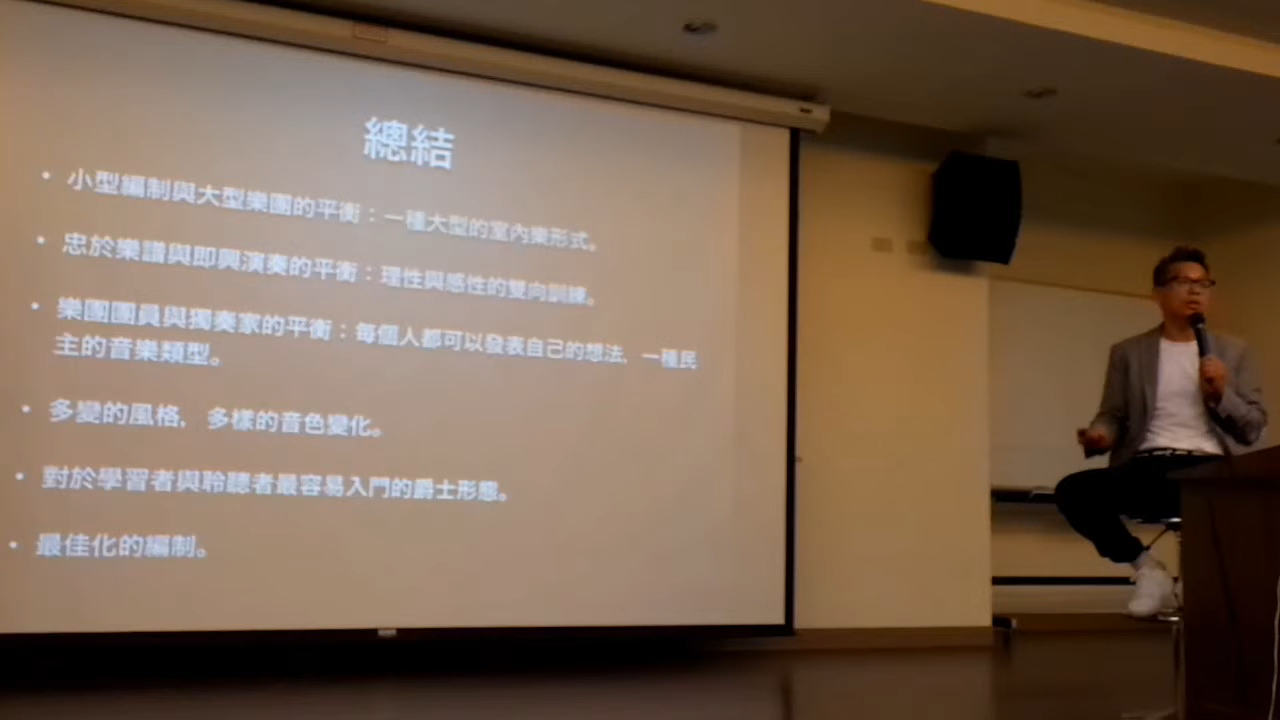 總結
• 小型編制與大型樂團的平衡：一種大型的室內樂形式。
• 忠於樂譜與即興演奏的平衡：理性與感性的雙向訓練。
• 樂團團員與獨奏家的平衡：每個人都可以發表自己的想法，一種民
主的音樂類型。
• 多變的風格，多樣的音色變化。
• 對於學習者與聆聽者最容易入門的爵士形態。
• 最佳化的編制。